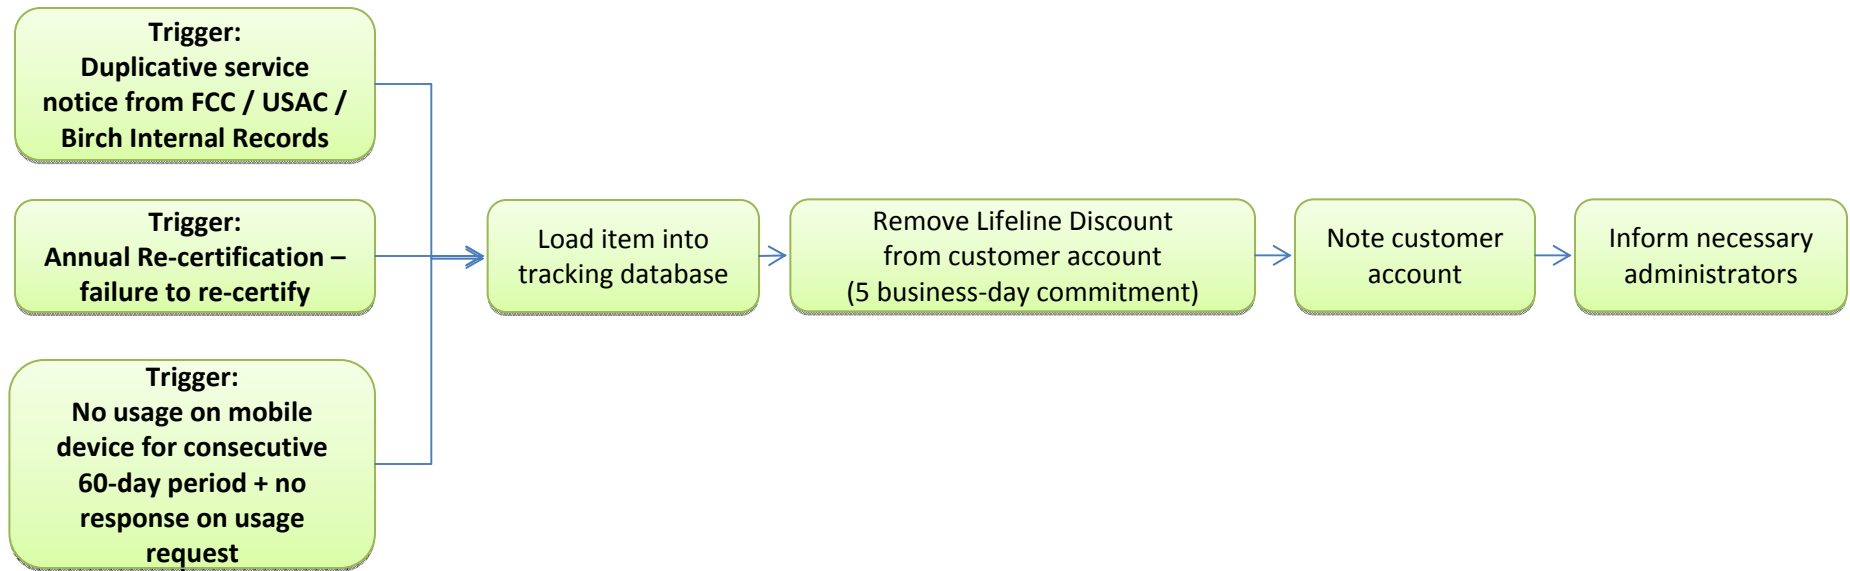 Trigger:
Duplicative service
notice from FCC / USAC /
Birch Internal Records
Trigger:
Annual Re-certification –
failure to re-certify
Trigger:
No usage on mobile
device for consecutive
60-day period + no
response on usage
request
Load item into
tracking database
Remove Lifeline Discount
from customer account
(5 business-day commitment)
Note customer
account
Inform necessary
administrators